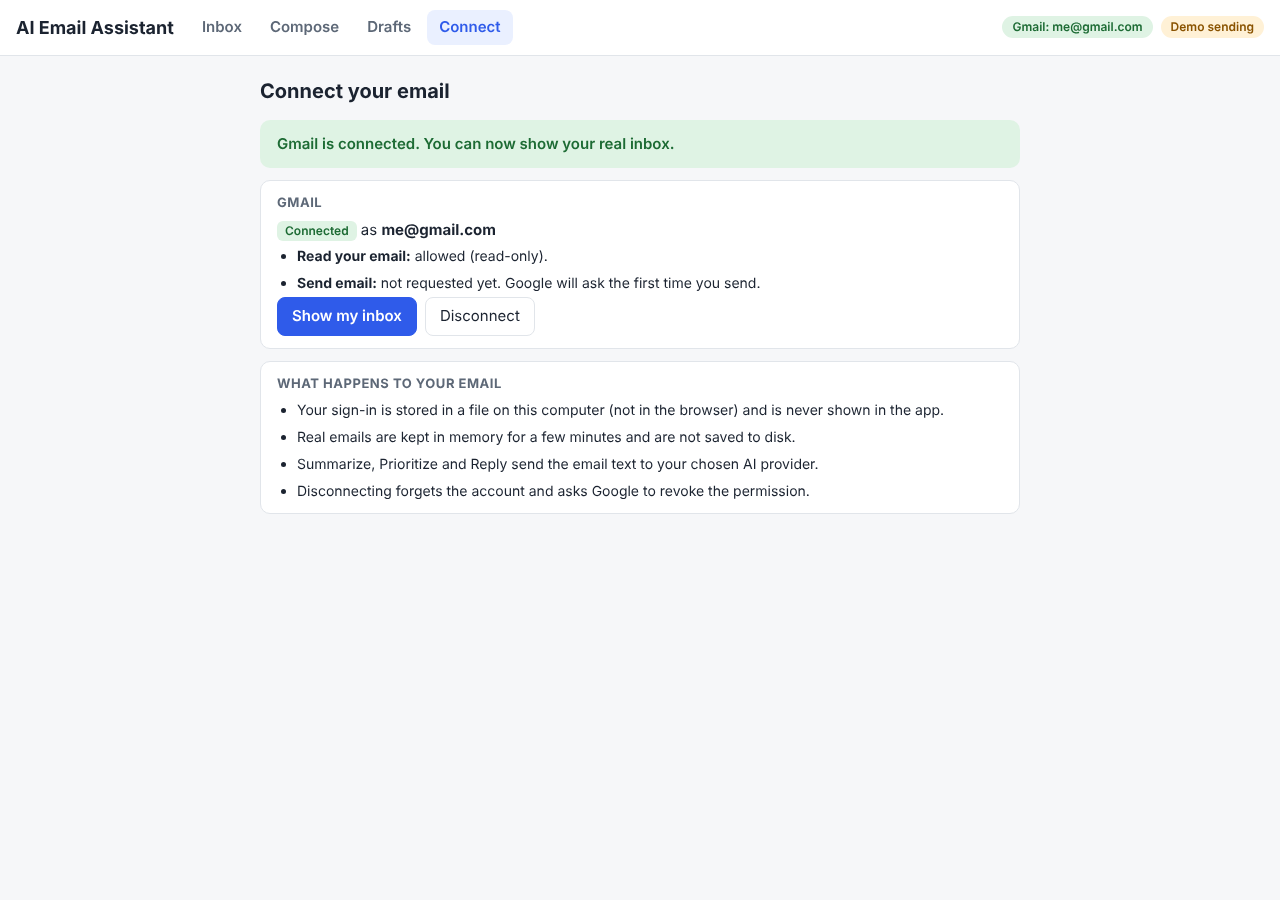 AI Email Assistant
Inbox
Compose
Drafts
Connect
Gmail: me@gmail.com
Demo sending
Connect your email
Gmail is connected. You can now show your real inbox.
GMAIL
Connected as me@gmail.com
• Read your email: allowed (read-only).
• Send email: not requested yet. Google will ask the first time you send.
Show my inbox
Disconnect
WHAT HAPPENS TO YOUR EMAIL
• Your sign-in is stored in a file on this computer (not in the browser) and is never shown in the app.
• Real emails are kept in memory for a few minutes and are not saved to disk.
• Summarize, Prioritize and Reply send the email text to your chosen AI provider.
• Disconnecting forgets the account and asks Google to revoke the permission.